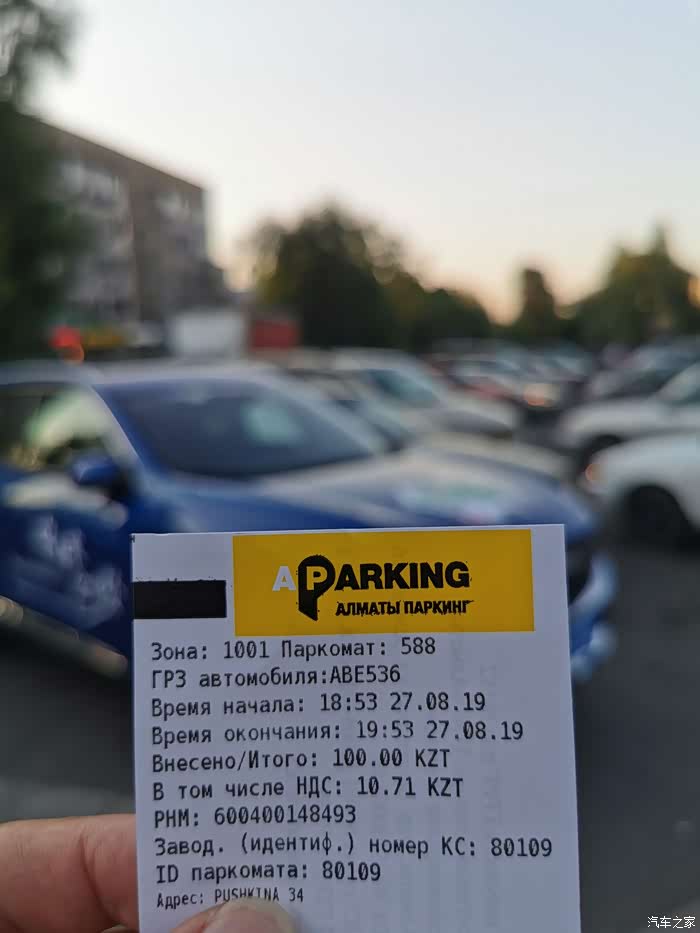 APARKING
АЛМАТЫ ПАРКИНГ
Зона: 1001 Паркомат: 588
ГРЗ автомобиля:ABE536
Время начала: 18:53 27.08.19
Время окончания: 19:53 27.08.19
Внесено/Итого: 100.00 KZT
В том числе НДС: 10.71 KZT
РНМ: 600400148493
Завод. (идентиф.) номер КС: 80109
ID паркомата: 80109
Адрес: PUSHKINA 34
汽车之家